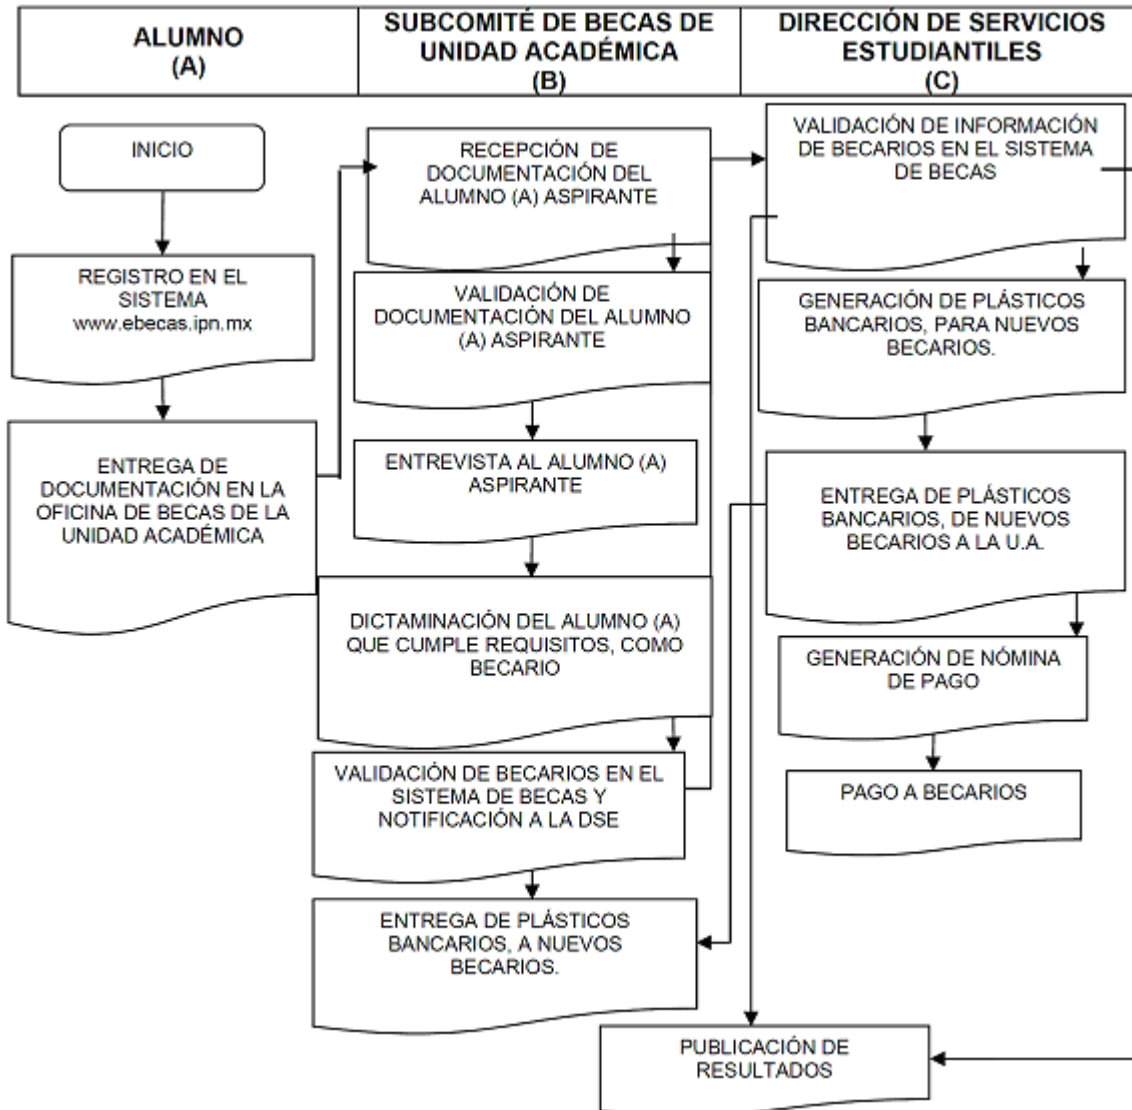 ALUMNO
(A)
SUBCOMITÉ DE BECAS DE
UNIDAD ACADÉMICA
(B)
DIRECCIÓN DE SERVICIOS
ESTUDIANTILES
(C)
INICIO
REGISTRO EN EL
SISTEMA
www.ebecas.ipn.mx
ENTREGA DE
DOCUMENTACIÓN EN LA
OFICINA DE BECAS DE LA
UNIDAD ACADÉMICA
RECEPCIÓN DE
DOCUMENTACIÓN DEL
ALUMNO (A) ASPIRANTE
VALIDACIÓN DE
DOCUMENTACIÓN DEL ALUMNO
(A) ASPIRANTE
ENTREVISTA AL ALUMNO (A)
ASPIRANTE
DICTAMINACIÓN DEL ALUMNO (A)
QUE CUMPLE REQUISITOS, COMO
BECARIO
VALIDACIÓN DE BECARIOS EN EL
SISTEMA DE BECAS Y
NOTIFICACIÓN A LA DSE
ENTREGA DE PLÁSTICOS
BANCARIOS, A NUEVOS
BECARIOS.
VALIDACIÓN DE INFORMACIÓN
DE BECARIOS EN EL SISTEMA
DE BECAS
GENERACIÓN DE PLÁSTICOS
BANCARIOS, PARA NUEVOS
BECARIOS.
ENTREGA DE PLÁSTICOS
BANCARIOS, DE NUEVOS
BECARIOS A LA U.A.
GENERACIÓN DE NÓMINA
DE PAGO
PAGO A BECARIOS
PUBLICACIÓN DE
RESULTADOS